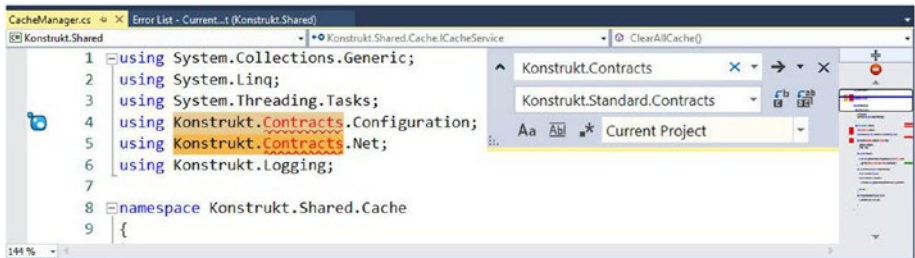 CacheManager.cs Error List - Current...t (Konstrukt.Shared)
Konstrukt.Shared Konstrukt.Shared.Cache.ICacheService ClearAllCache()
1 using System.Collections.Generic;
2 using System.Linq;
3 using System.Threading.Tasks;
4 using Konstrukt.Contracts.Configuration;
5 using Konstrukt.Contracts.Net;
6 using Konstrukt.Logging;
7
8 namespace Konstrukt.Shared.Cache
9 {
Konstrukt.Contracts
Konstrukt.Standard.Contracts
Aa Abl .* Current Project
144 %